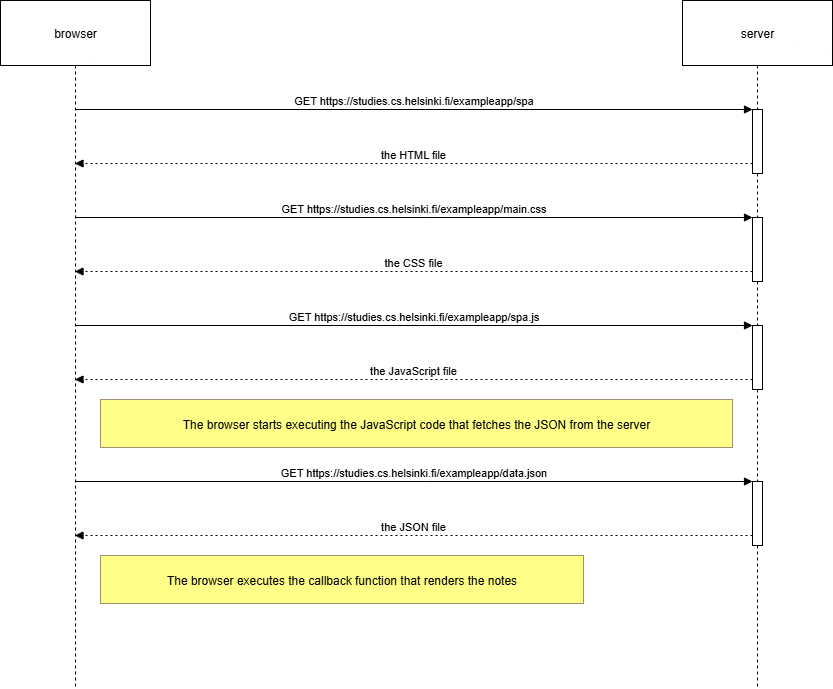 browser
server
GET https://studies.cs.helsinki.fi/exampleapp/spa
the HTML file
GET https://studies.cs.helsinki.fi/exampleapp/main.css
the CSS file
GET https://studies.cs.helsinki.fi/exampleapp/spa.js
the JavaScript file
The browser starts executing the JavaScript code that fetches the JSON from the server
GET https://studies.cs.helsinki.fi/exampleapp/data.json
the JSON file
The browser executes the callback function that renders the notes